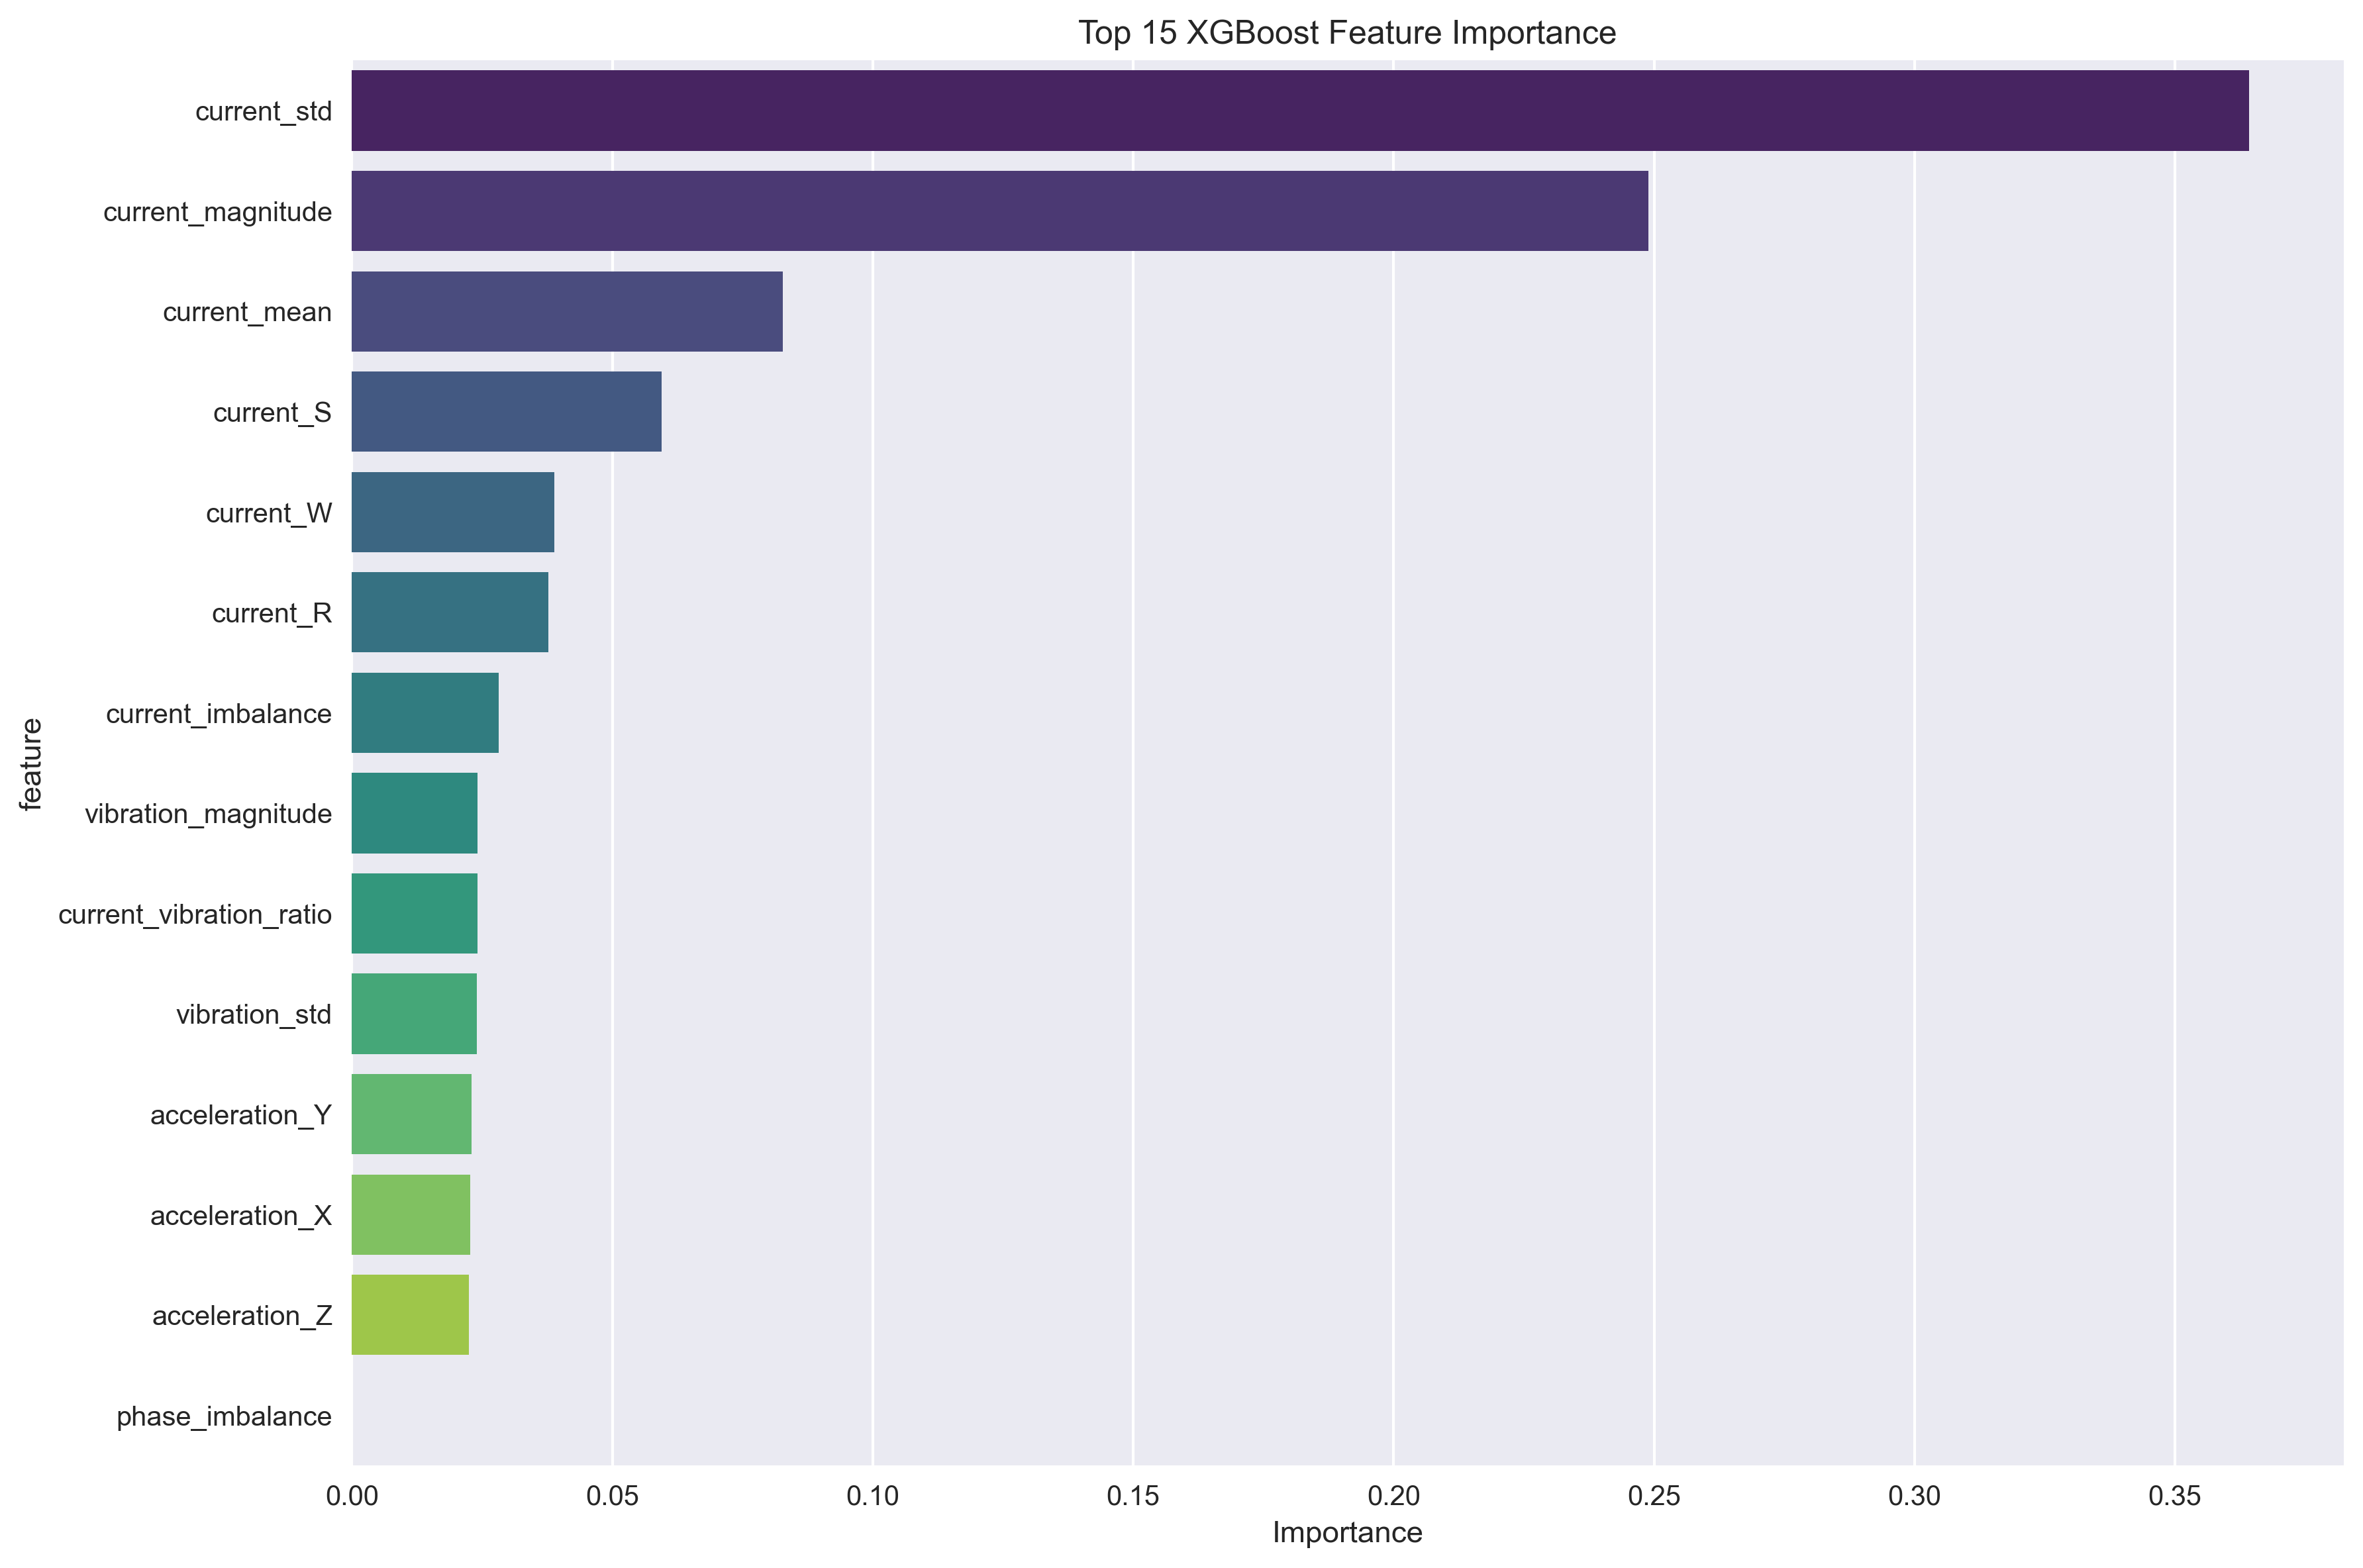 Top 15 XGBoost Feature Importance
current_std
current_magnitude
current_mean
current_S
current_W
current_R
current_imbalance
vibration_magnitude
current_vibration_ratio
vibration_std
acceleration_Y
acceleration_X
acceleration_Z
phase_imbalance
feature
0.00 0.05 0.10 0.15 0.20 0.25 0.30 0.35
Importance